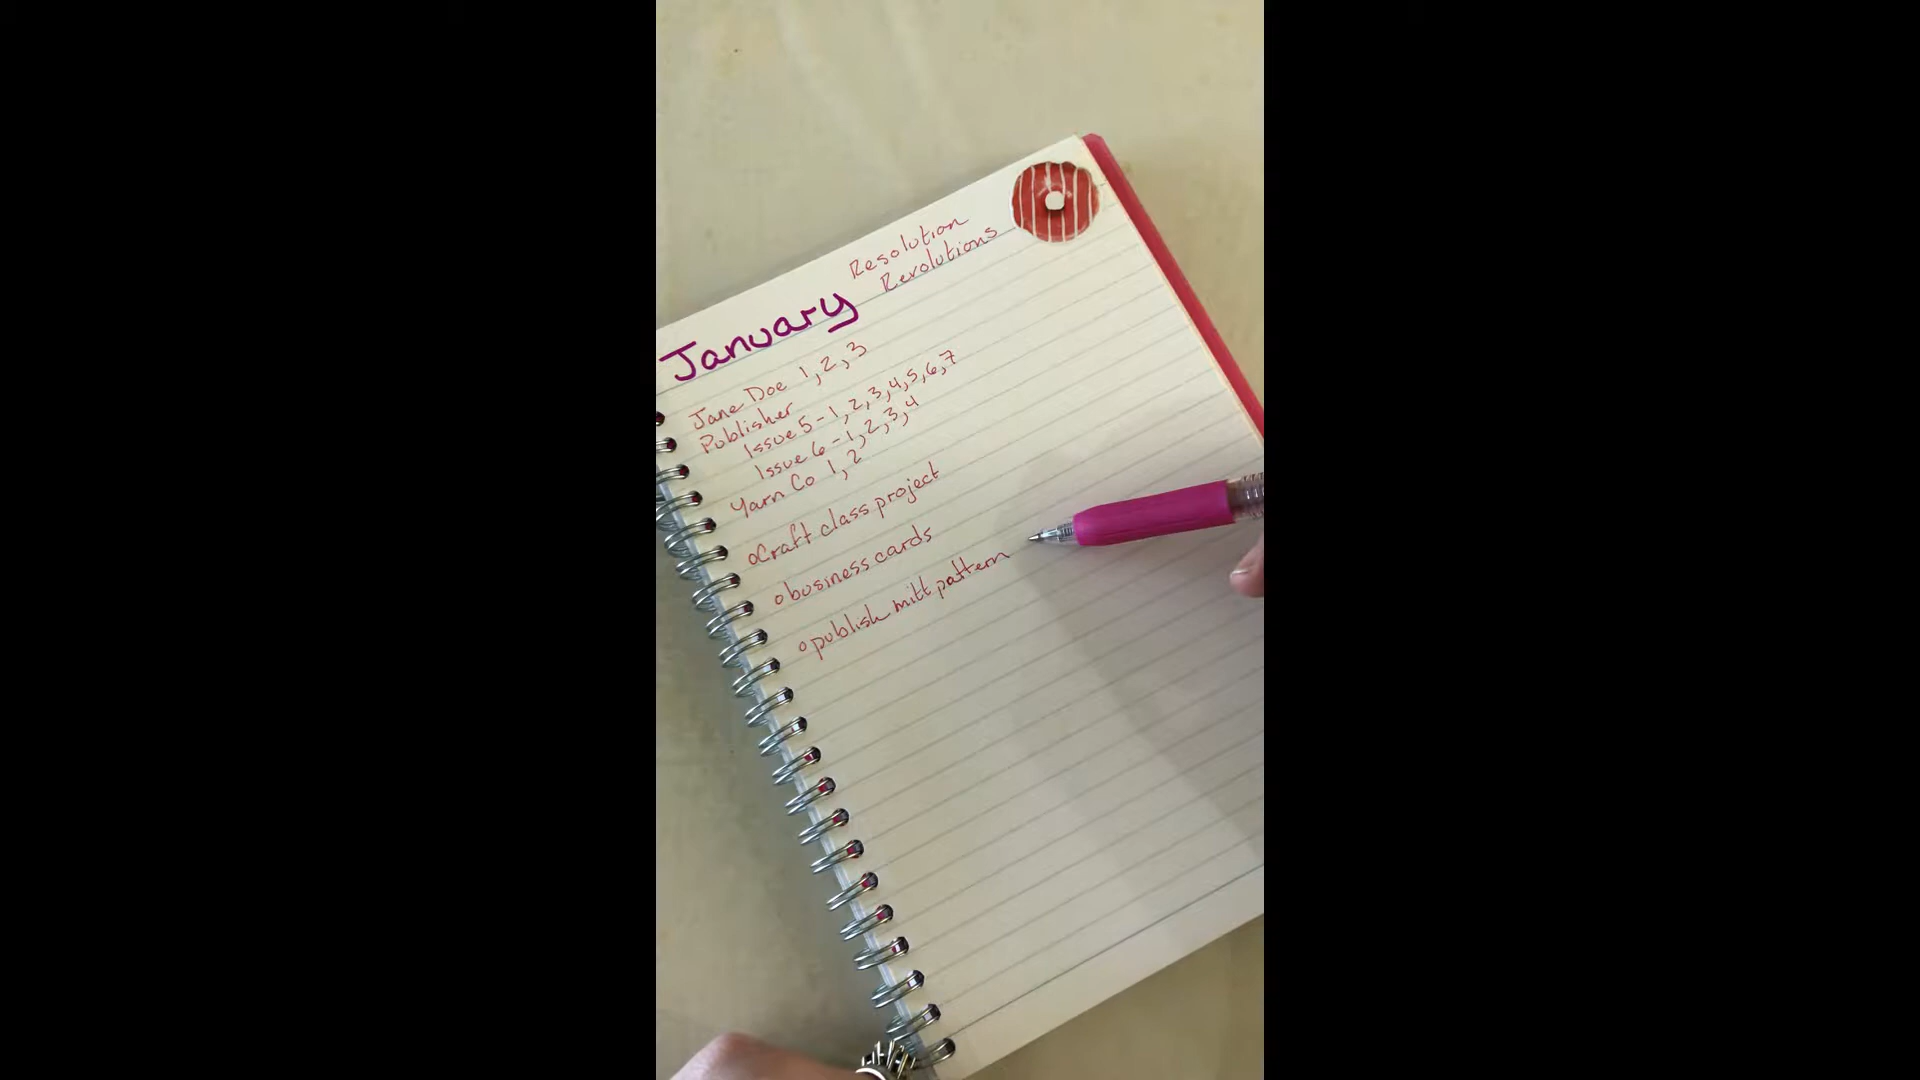 Resolution
Revolutions
January
Jane Doe 1, 2, 3
Publisher
Issue 5 - 1, 2, 3, 4, 5, 6, 7
Issue 6 - 1, 2, 3, 4
Yarn Co 1, 2
o Craft class project
o business cards
o publish mitt pattern